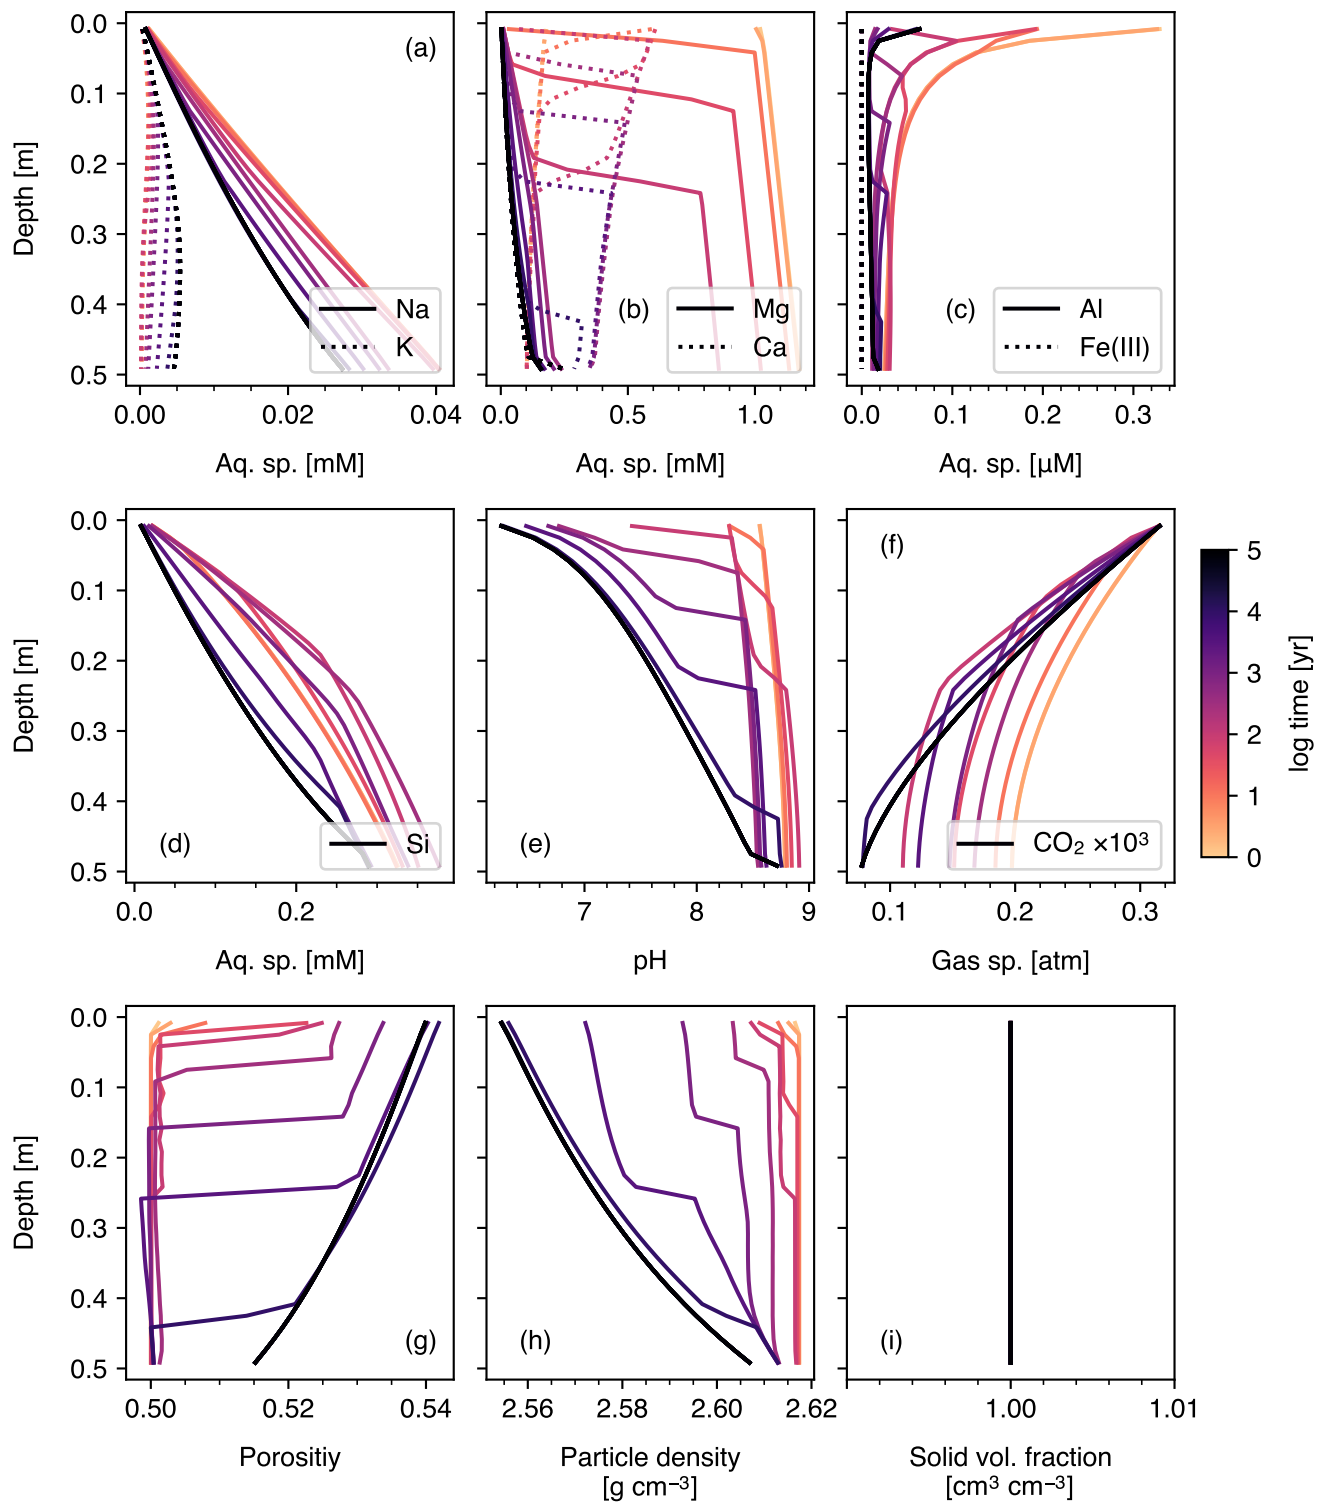 0.0
0.1
0.2
0.3
0.4
0.5
Depth [m]
(a)
Na
K
0.00 0.02 0.04
Aq. sp. [mM]
(b)
Mg
Ca
0.0 0.5 1.0
Aq. sp. [mM]
(c)
Al
Fe(III)
0.0 0.1 0.2 0.3
Aq. sp. [μM]
0.0
0.1
0.2
0.3
0.4
0.5
Depth [m]
(d)
Si
0.0 0.2
Aq. sp. [mM]
(e)
7 8 9
pH
(f)
CO₂ ×10³
0.1 0.2 0.3
Gas sp. [atm]
5
4
3
2
1
0
log time [yr]
0.0
0.1
0.2
0.3
0.4
0.5
Depth [m]
(g)
0.50 0.52 0.54
Porositiy
(h)
2.56 2.58 2.60 2.62
Particle density
[g cm⁻³]
(i)
1.00 1.01
Solid vol. fraction
[cm³ cm⁻³]